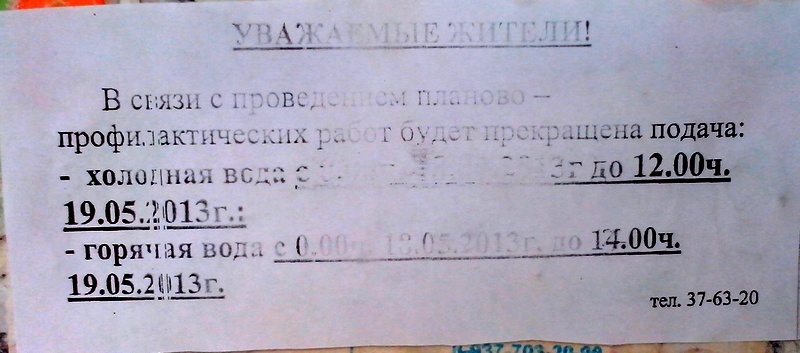 УВАЖАЕМЫЕ ЖИТЕЛИ!
В связи с проведением планово –
профилактических работ будет прекращена подача:
- холодная вода с 2013г до 12.00ч.
19.05.2013г.:
- горячая вода с 0.00ч. 18.05.2013г. до 14.00ч.
19.05.2013г.
тел. 37-63-20